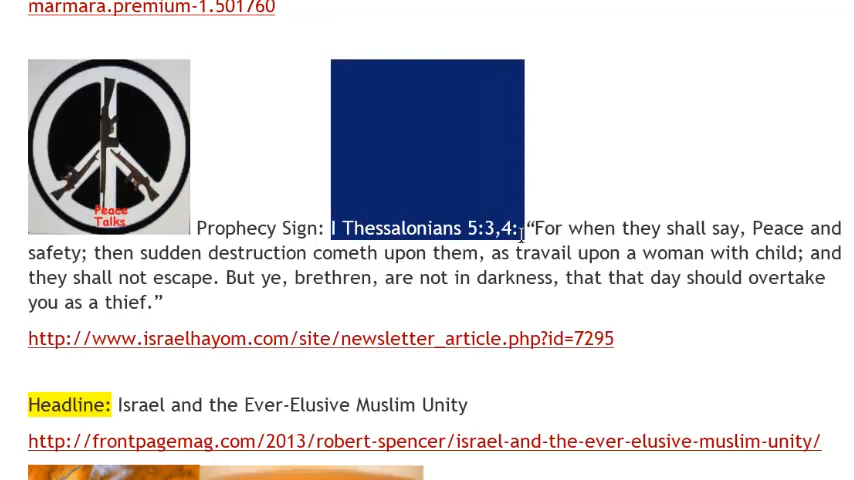 marmara.premium-1.501760
Peace
Talks
Prophecy Sign: I Thessalonians 5:3,4: “For when they shall say, Peace and
safety; then sudden destruction cometh upon them, as travail upon a woman with child; and
they shall not escape. But ye, brethren, are not in darkness, that that day should overtake
you as a thief.”
http://www.israelhayom.com/site/newsletter_article.php?id=7295
Headline: Israel and the Ever-Elusive Muslim Unity
http://frontpagemag.com/2013/robert-spencer/israel-and-the-ever-elusive-muslim-unity/